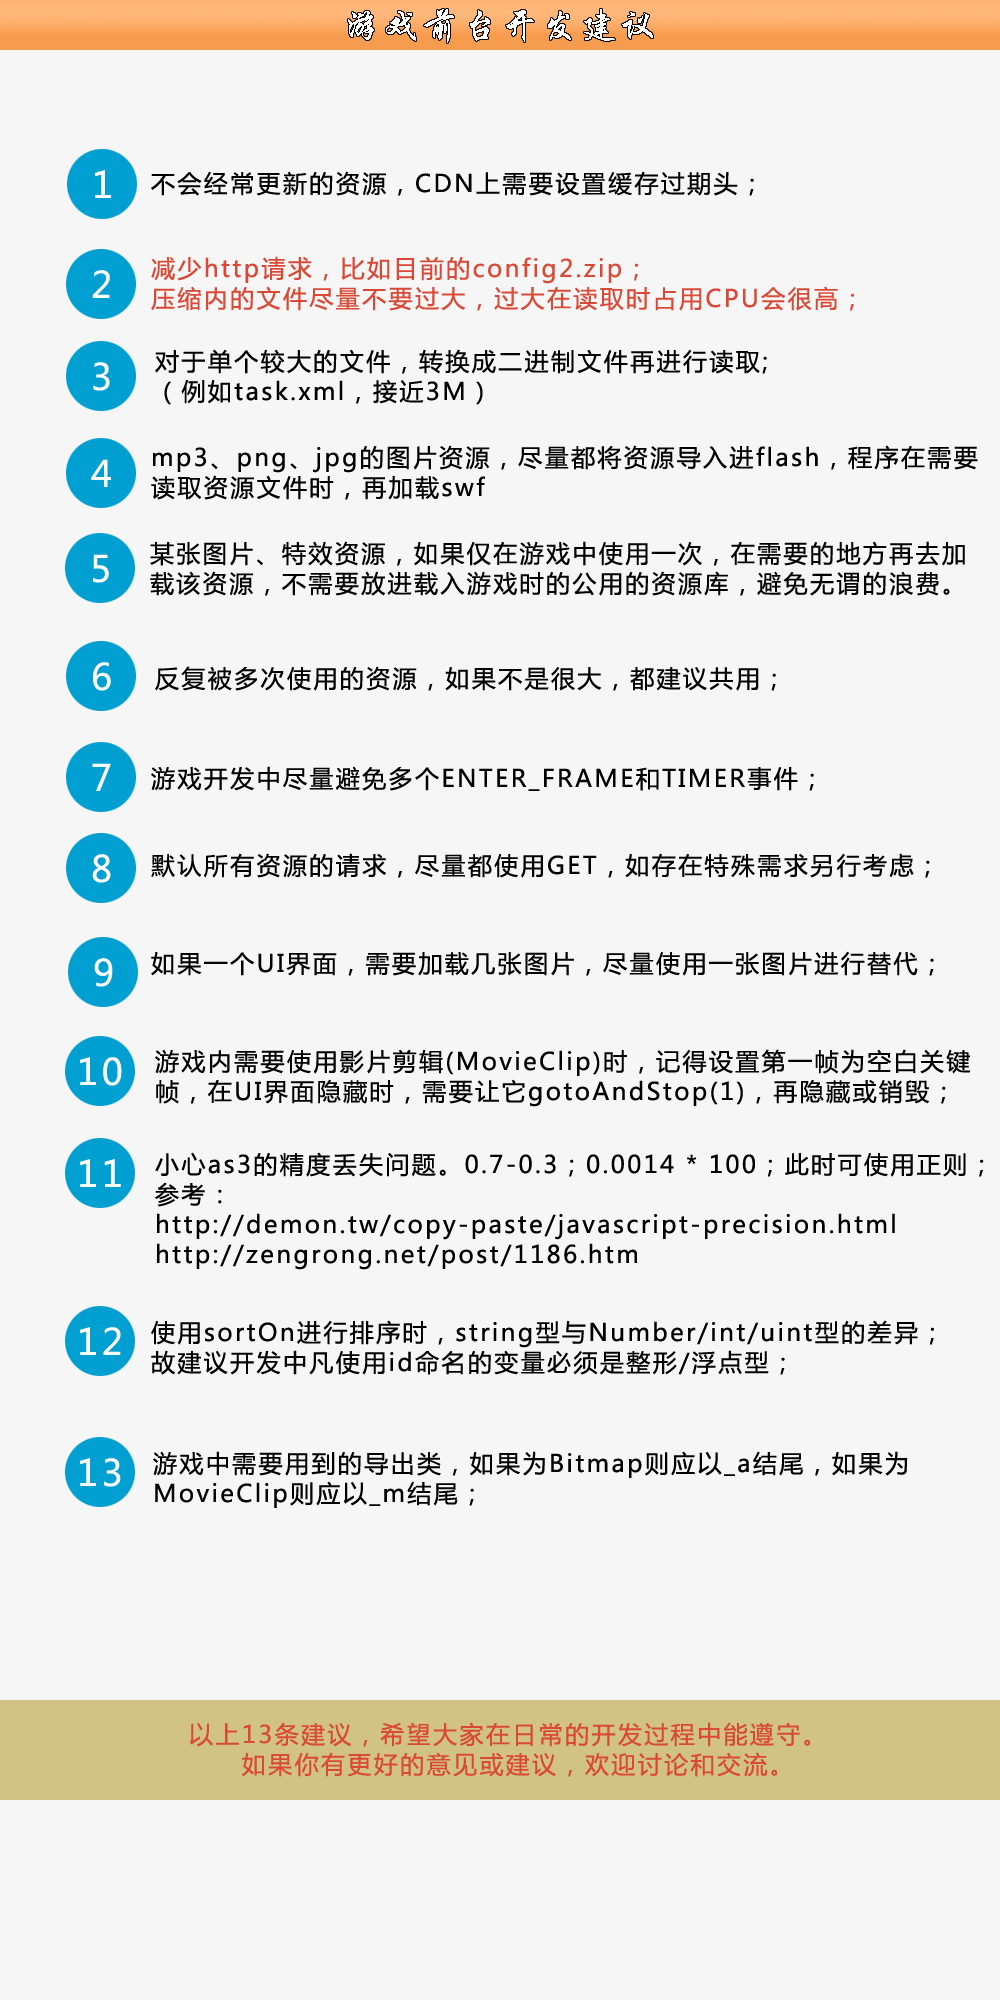 游戏前台开发建议
1
不会经常更新的资源，CDN上需要设置缓存过期头；
2
减少http请求，比如目前的config2.zip；
压缩内的文件尽量不要过大，过大在读取时占用CPU会很高；
3
对于单个较大的文件，转换成二进制文件再进行读取;
（例如task.xml，接近3M）
4
mp3、png、jpg的图片资源，尽量都将资源导入进flash，程序在需要
读取资源文件时，再加载swf
5
某张图片、特效资源，如果仅在游戏中使用一次，在需要的地方再去加
载该资源，不需要放进载入游戏时的公用的资源库，避免无谓的浪费。
6
反复被多次使用的资源，如果不是很大，都建议共用；
7
游戏开发中尽量避免多个ENTER_FRAME和TIMER事件；
8
默认所有资源的请求，尽量都使用GET，如存在特殊需求另行考虑；
9
如果一个UI界面，需要加载几张图片，尽量使用一张图片进行替代；
10
游戏内需要使用影片剪辑(MovieClip)时，记得设置第一帧为空白关键
帧，在UI界面隐藏时，需要让它gotoAndStop(1)，再隐藏或销毁；
11
小心as3的精度丢失问题。0.7-0.3；0.0014 * 100；此时可使用正则；
参考：
http://demon.tw/copy-paste/javascript-precision.html
http://zengrong.net/post/1186.htm
12
使用sortOn进行排序时，string型与Number/int/uint型的差异；
故建议开发中凡使用id命名的变量必须是整形/浮点型；
13
游戏中需要用到的导出类，如果为Bitmap则应以_a结尾，如果为
MovieClip则应以_m结尾；
以上13条建议，希望大家在日常的开发过程中能遵守。
如果你有更好的意见或建议，欢迎讨论和交流。